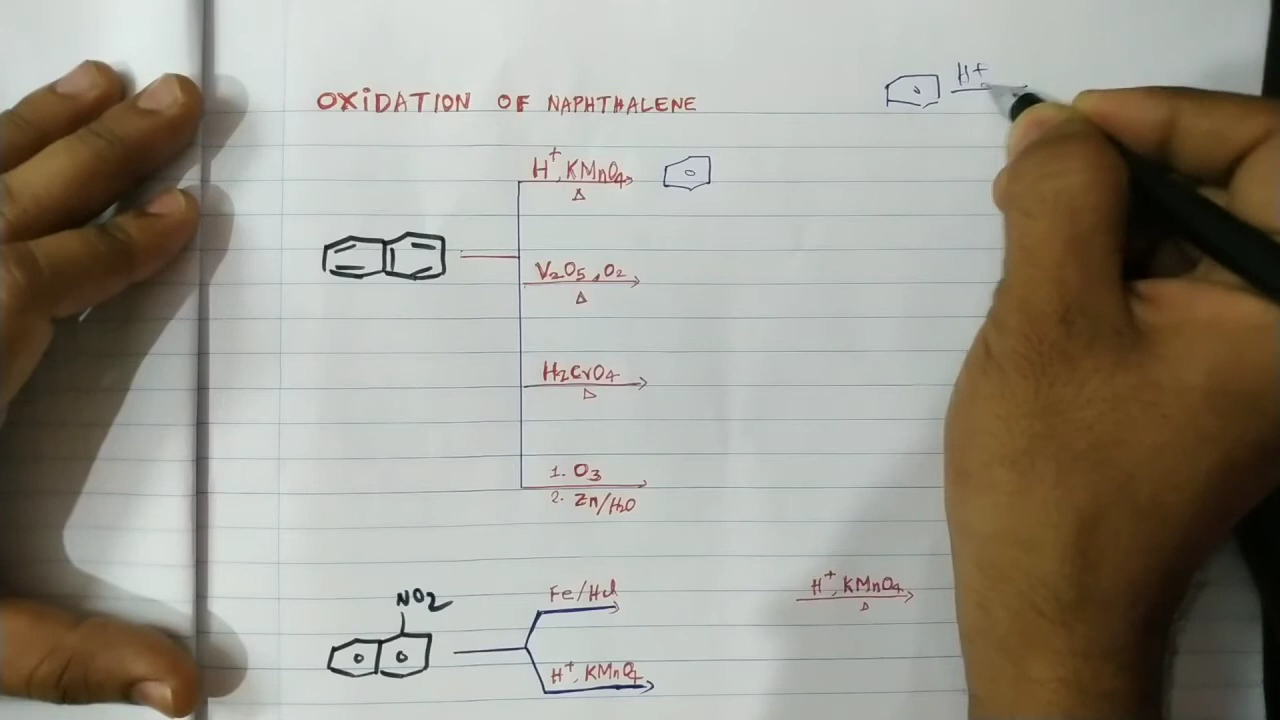 H+
OXIDATION OF NAPHTHALENE
H+, KMnO4
Δ
V2O5, O2
Δ
H2CrO4
Δ
1. O3
2. Zn/H2O
NO2
Fe/HCl
H+, KMnO4
Δ
H+, KMnO4